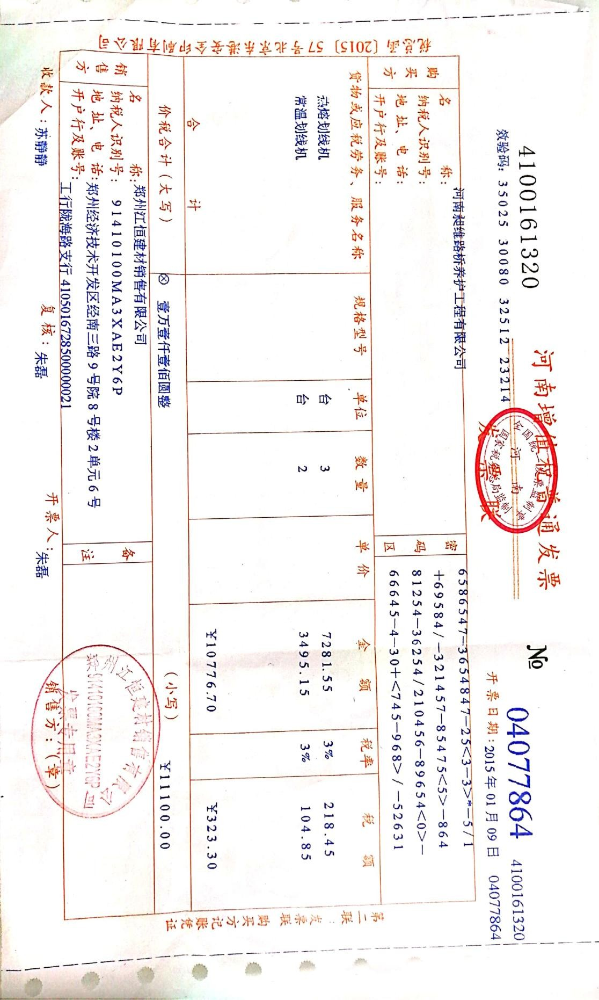 4100161320
河南增值税普通发票
发票联
№ 04077864
4100161320
04077864
效验码: 35025 30080 32512 23214
开票日期:2015年01月09日
全国统一发票监制章
河南
国家税务总局监制
购买方
名称:河南昶维路桥养护工程有限公司
纳税人识别号:
地址、电话:
开户行及账号:
密码区
6586547—3654847—25<3—3>*—5/1
+69584/—321457—85475<5>—864
81254—36254/210456—89654<0>—
66645—4—30+<745—968>/—52631
货物或应税劳务、服务名称 规格型号 单位 数量 单价 金额 税率 税额
热熔划线机 台 3 7281.55 3% 218.45
常温划线机 台 2 3495.15 3% 104.85
合计 ¥10776.70 ¥323.30
价税合计(大写) ⊗ 壹万壹仟壹佰圆整 (小写) ¥11100.00
销售方
名称:郑州江恒建材销售有限公司
纳税人识别号: 91410100MA3XAE2Y6P
地址、电话:郑州经济技术开发区经南三路9号院8号楼2单元6号
开户行及账号:工行陇海路支行 41050167285000000021
备注
收款人:苏静静 复核:朱磊 开票人:朱磊 销售方:(章)
郑州江恒建材销售有限公司
91410100MA3XAE2Y6P
发票专用章
税总函〔2015〕57号北京东港安全印刷有限公司
第二联:发票联 购买方记账凭证